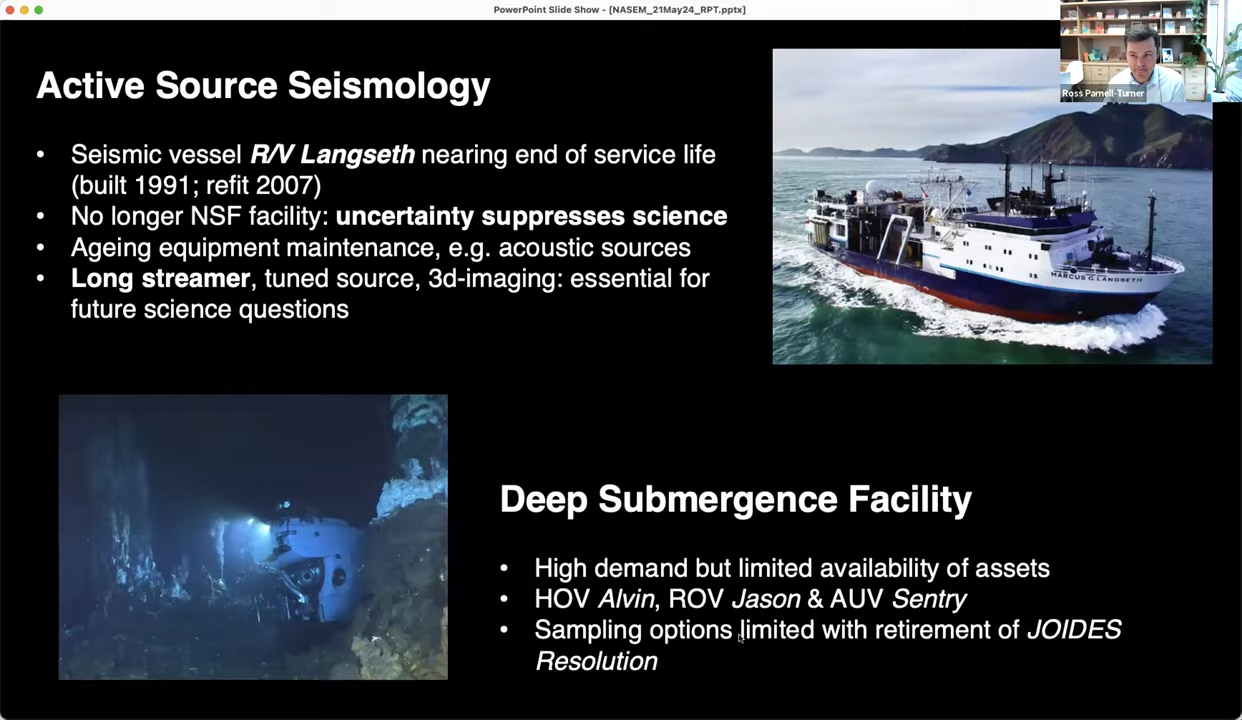 PowerPoint Slide Show - [NASEM_21May24_RPT.pptx]
Ross Parnell-Turner
Active Source Seismology
• Seismic vessel R/V Langseth nearing end of service life
(built 1991; refit 2007)
• No longer NSF facility: uncertainty suppresses science
• Ageing equipment maintenance, e.g. acoustic sources
• Long streamer, tuned source, 3d-imaging: essential for
future science questions
MARCUS G. LANGSETH
Deep Submergence Facility
• High demand but limited availability of assets
• HOV Alvin, ROV Jason & AUV Sentry
• Sampling options limited with retirement of JOIDES
Resolution